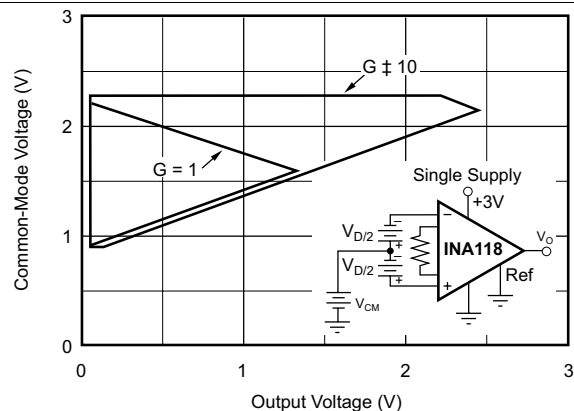 3
G ‡ 10
2
G = 1
Common-Mode Voltage (V)
Single Supply
+3V
−
V_D/2
−
+
INA118
V_O
1
V_D/2
−
+
Ref
+
V_CM
0
0
1
2
3
Output Voltage (V)